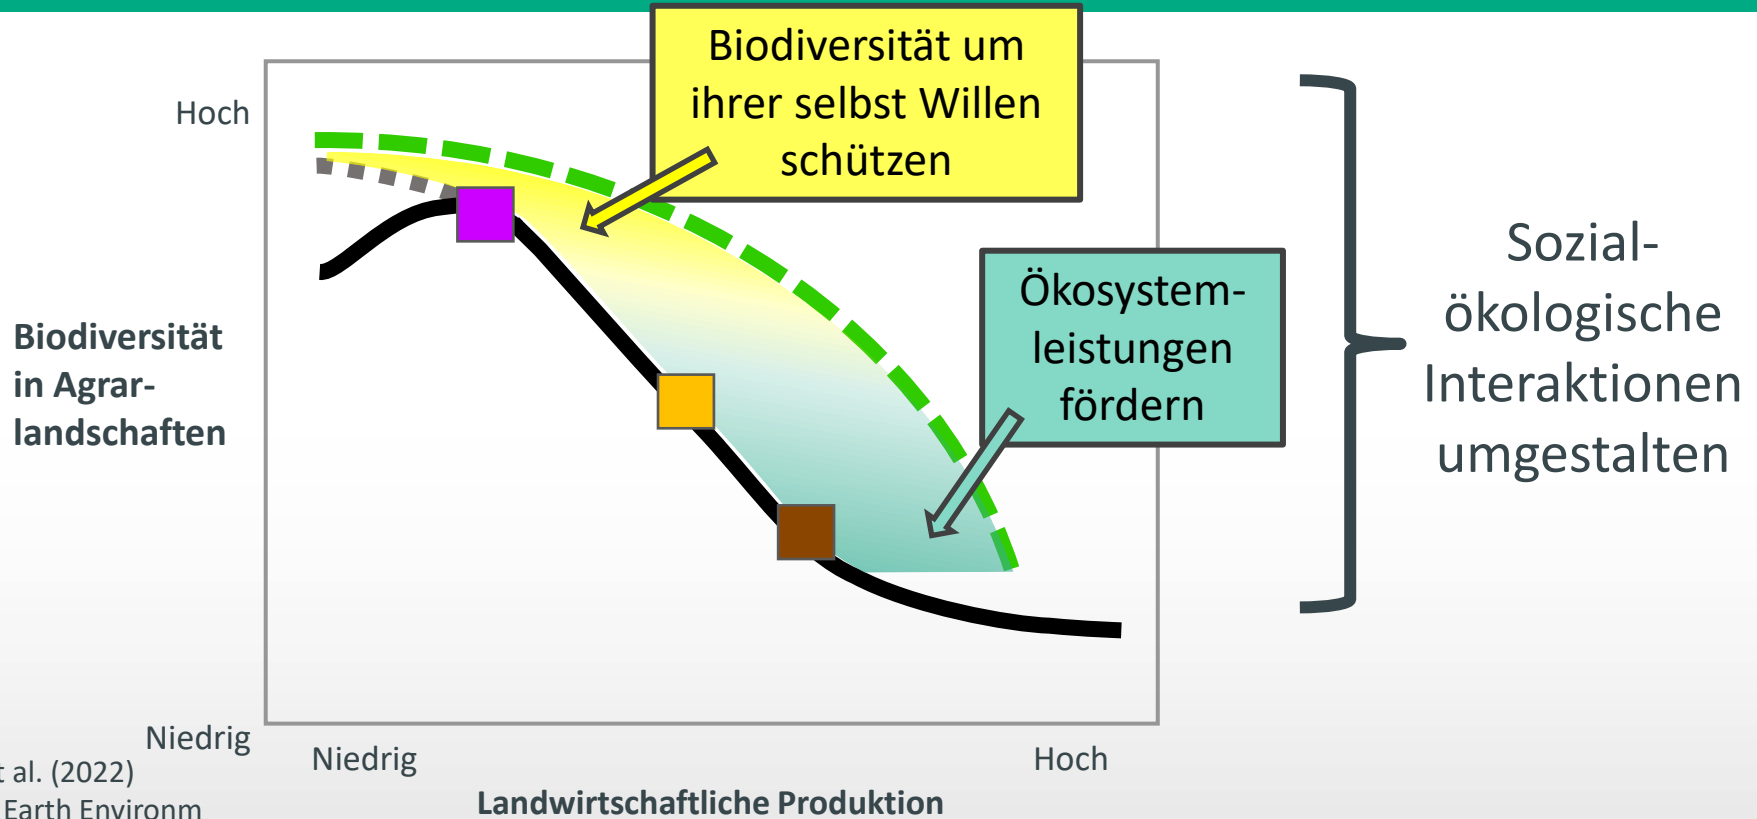 Biodiversität um
ihrer selbst Willen
schützen
Hoch
Ökosystem-
leistungen
fördern
Sozial-
ökologische
Interaktionen
umgestalten
Biodiversität
in Agrar-
landschaften
Niedrig
Niedrig
Hoch
Landwirtschaftliche Produktion
et al. (2022)
Earth Environm